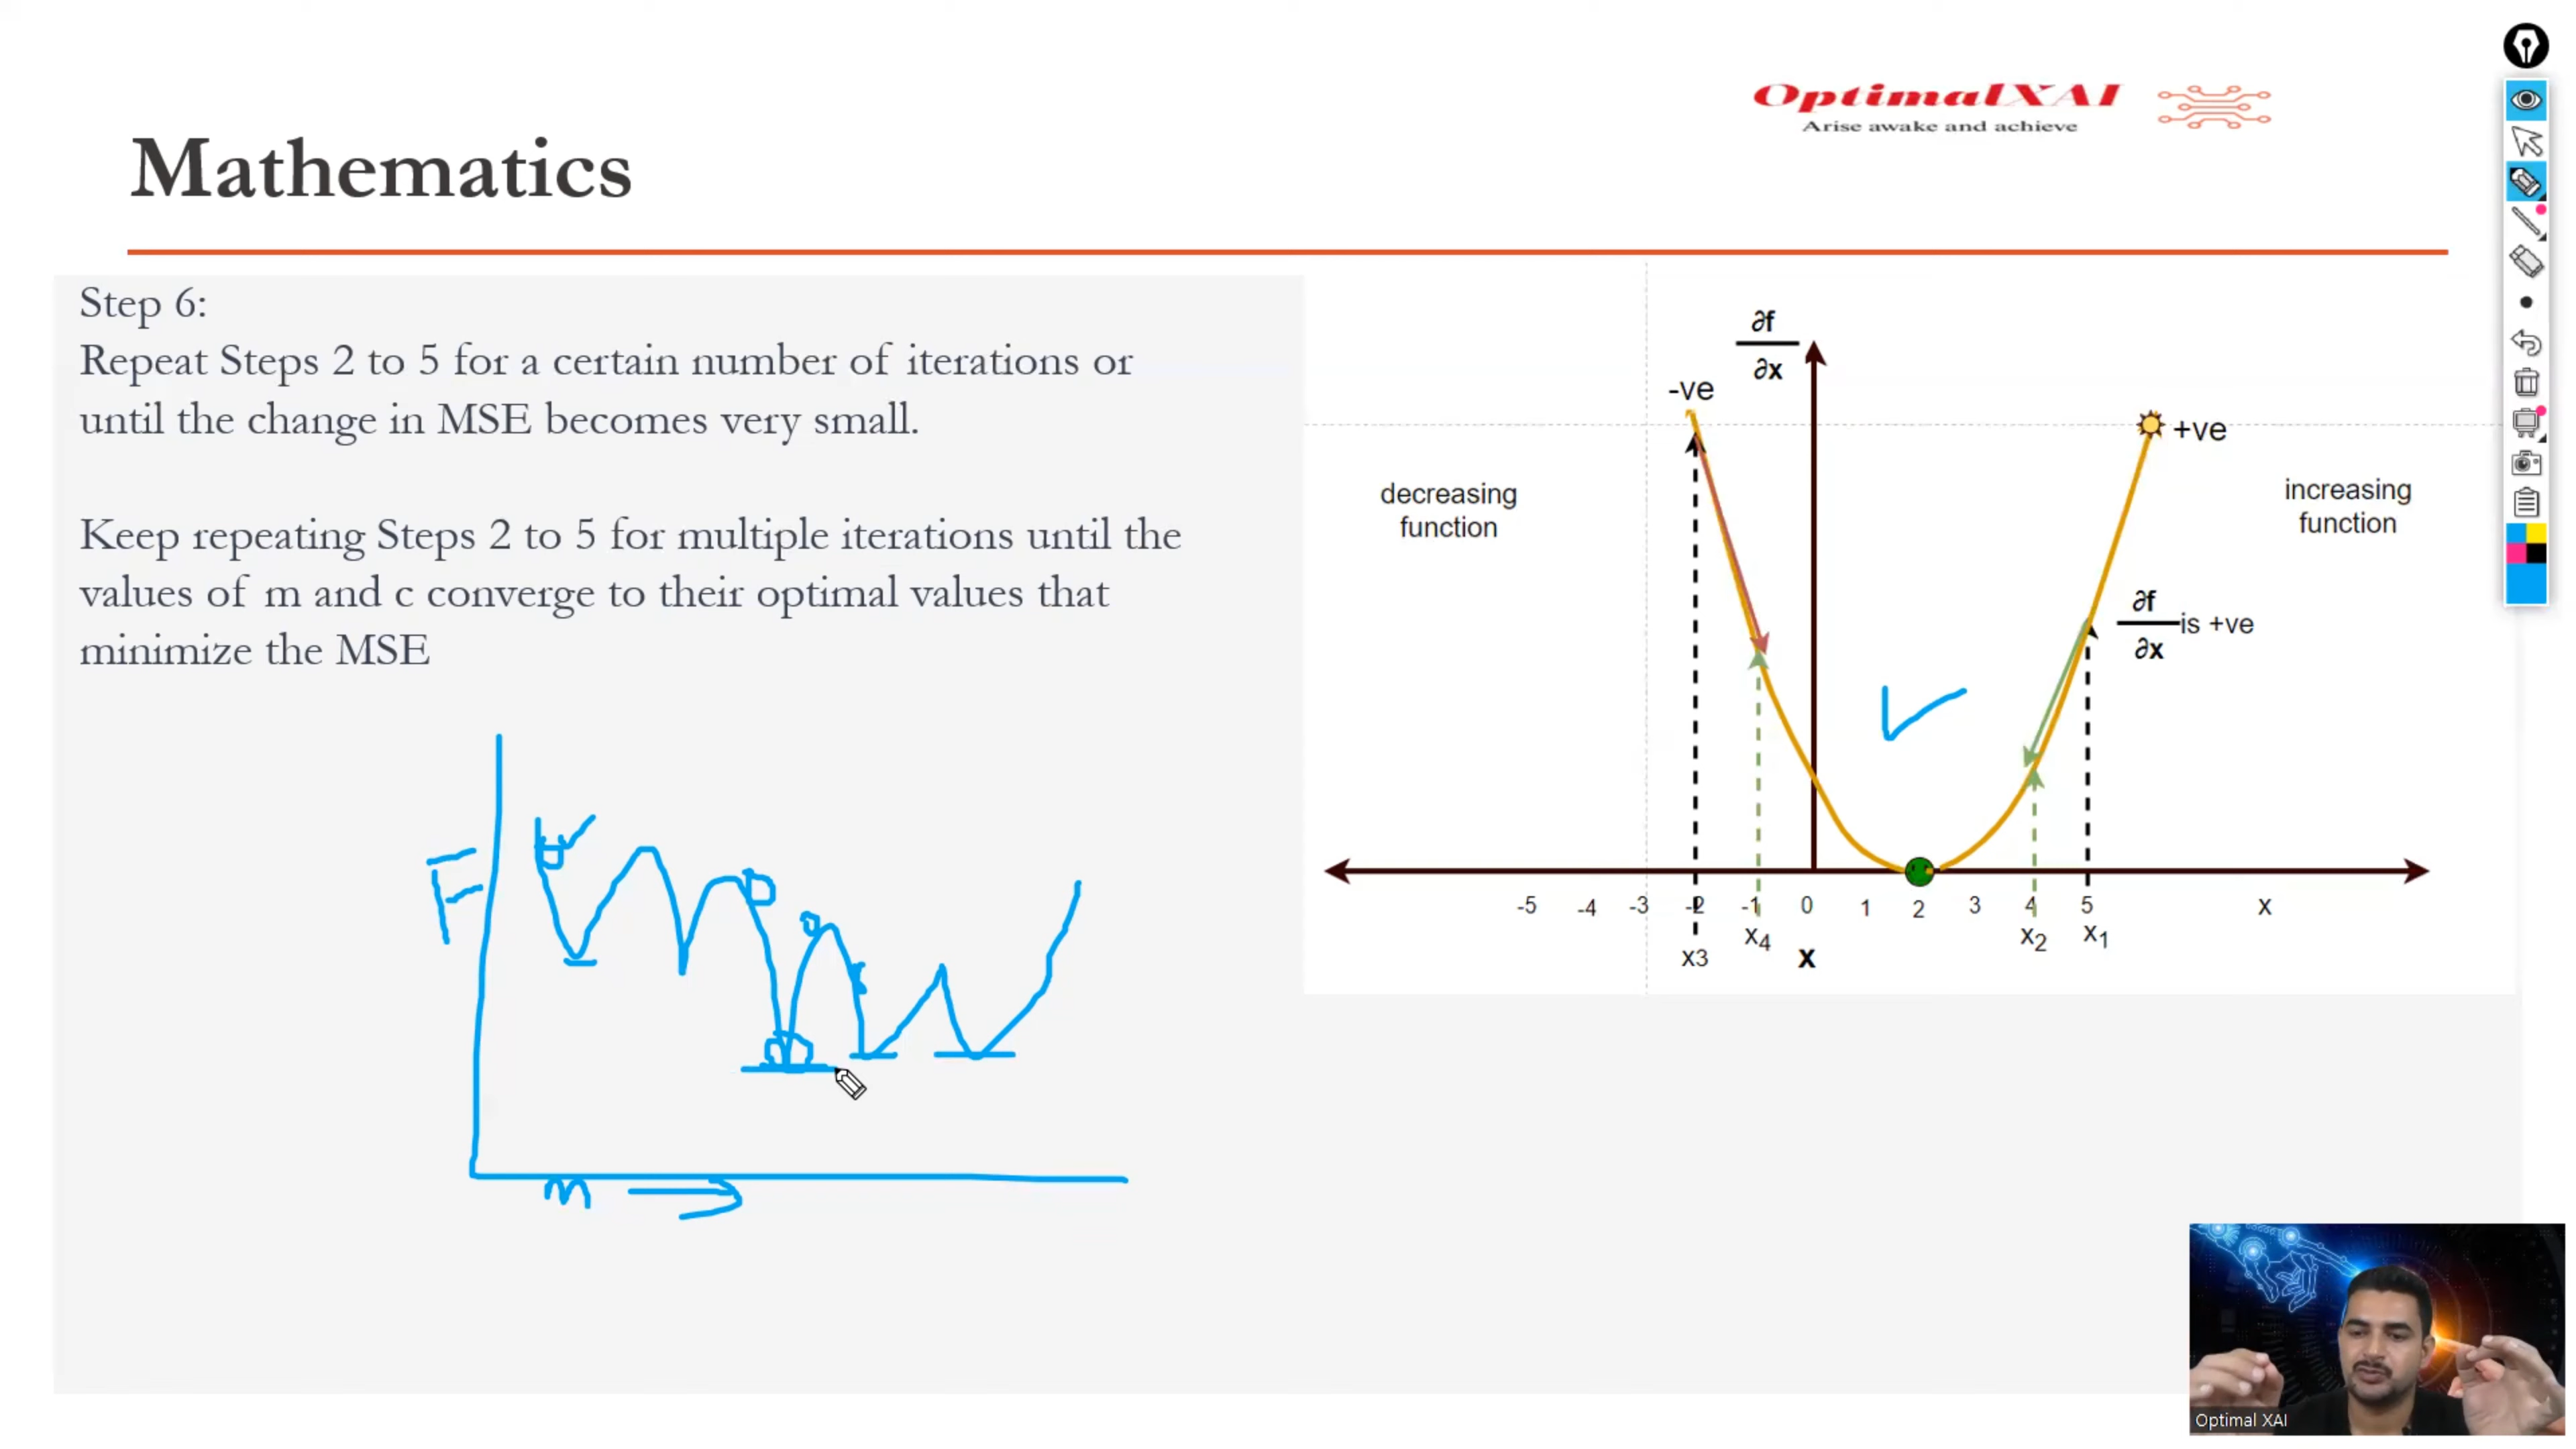 OptimalXAI
Arise awake and achieve
Mathematics
Step 6:
Repeat Steps 2 to 5 for a certain number of iterations or
until the change in MSE becomes very small.
Keep repeating Steps 2 to 5 for multiple iterations until the
values of m and c converge to their optimal values that
minimize the MSE
F
m
∂f
∂x
-ve
+ve
decreasing
function
increasing
function
∂f
∂x
is +ve
-5 -4 -3 -2 -1 0 1 2 3 4 5 x
x3 x4 x x2 x1
Optimal XAI